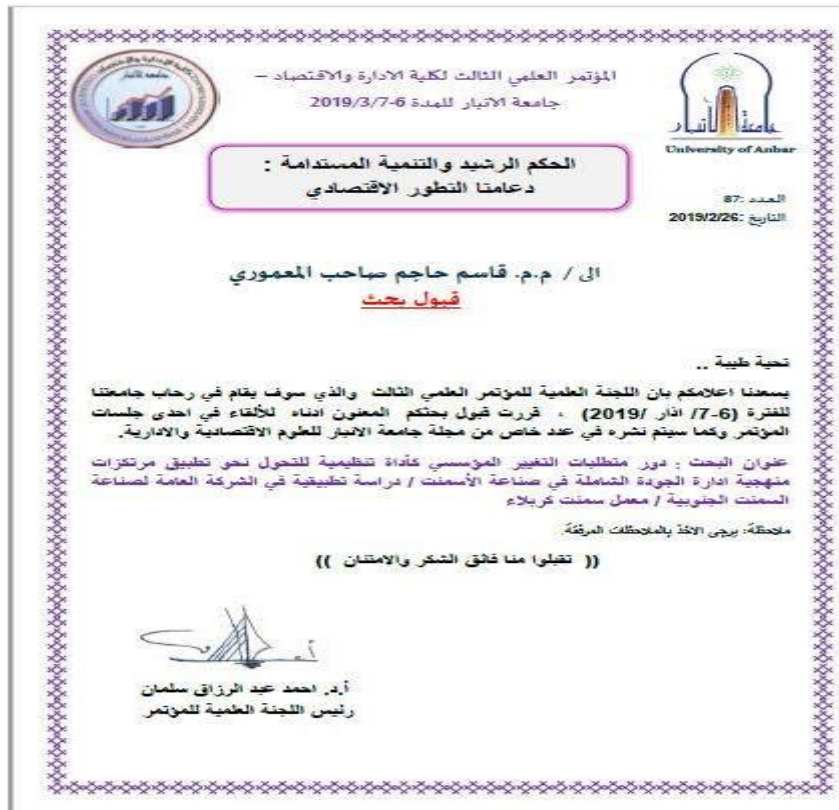 المؤتمر العلمي الثالث لكلية الادارة والاقتصاد –
جامعة الانبار للمدة 6-2019/3/7
جامعة الأنبار
جامعة الأنبار
University of Anbar
الحكم الرشيد والتنمية المستدامة :
دعامتا التطور الاقتصادي
العدد :87
التاريخ :2019/2/26
الى / م.م. قاسم حاجم صاحب المعموري
قبول بحث
تحية طيبة ..
يسعدنا اعلامكم بان اللجنة العلمية للمؤتمر العلمي الثالث والذي سوف يقام في رحاب جامعتنا
للفترة (6-7/ اذار /2019) ، قررت قبول بحثكم المعنون ادناه للألقاء في احدى جلسات
المؤتمر وكما سيتم نشره في عدد خاص من مجلة جامعة الانبار للعلوم الاقتصادية والادارية.
عنوان البحث : دور متطلبات التغيير المؤسسي كأداة تنظيمية للتحول نحو تطبيق مرتكزات
منهجية ادارة الجودة الشاملة في صناعة الأسمنت / دراسة تطبيقية في الشركة العامة لصناعة
السمنت الجنوبية / معمل سمنت كربلاء
ملاحظة: يرجى الاخذ بالملاحظات المرفقة.
(( تقبلوا منا فائق الشكر والامتنان ))
أ.د. احمد عبد الرزاق سلمان
رئيس اللجنة العلمية للمؤتمر